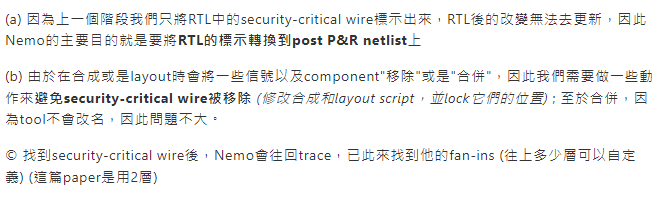 (a) 因為上一個階段我們只將RTL中的security-critical wire標示出來，RTL後的改變無法去更新，因此
Nemo的主要目的就是要將RTL的標示轉換到post P&R netlist上
(b) 由於在合成或是layout時會將一些信號以及component"移除"或是"合併"，因此我們需要做一些動
作來避免security-critical wire被移除 (修改合成和layout script，並lock它們的位置)；至於合併，因
為tool不會改名，因此問題不大。
© 找到security-critical wire後，Nemo會往回trace，已此來找到他的fan-ins (往上多少層可以自定
義) (這篇paper是用2層)